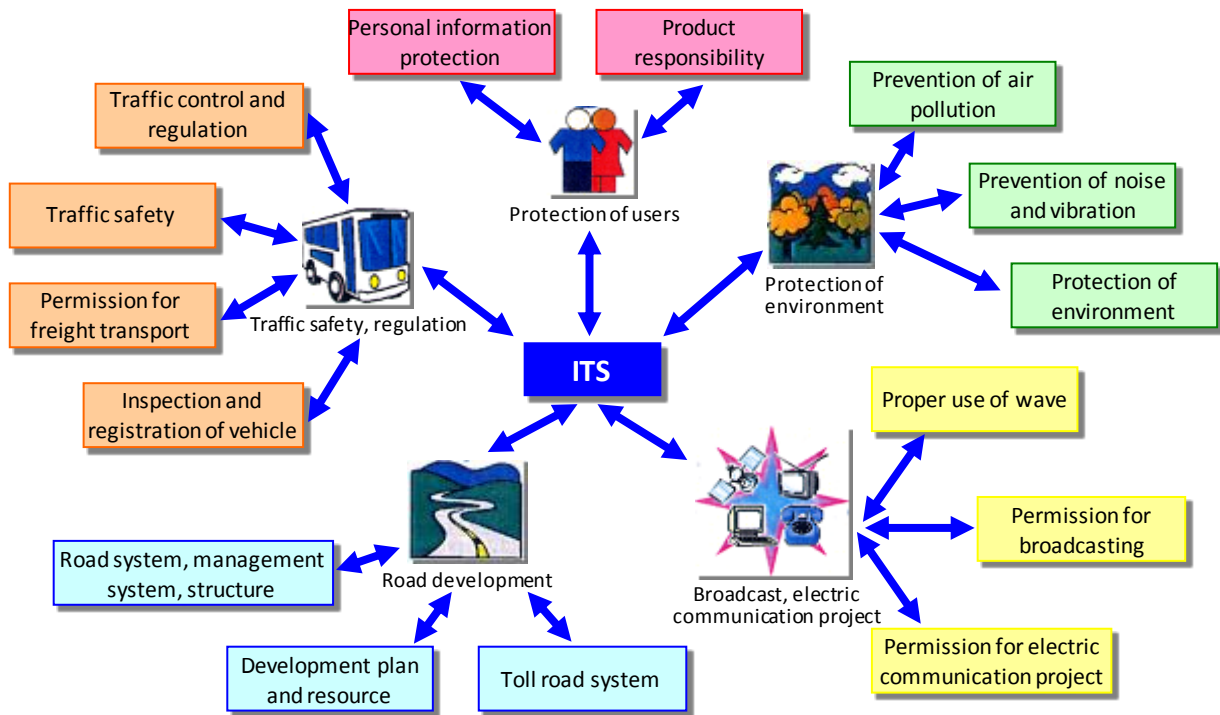 Personal information
protection
Product
responsibility
Traffic control and
regulation
Prevention of air
pollution
Traffic safety
Prevention of noise
and vibration
Protection of users
Permission for
freight transport
Traffic safety, regulation
Protection of
environment
Protection of
environment
ITS
Inspection and
registration of vehicle
Proper use of wave
Road system, management
system, structure
Road development
Permission for
broadcasting
Broadcast, electric
communication project
Development plan
and resource
Toll road system
Permission for electric
communication project